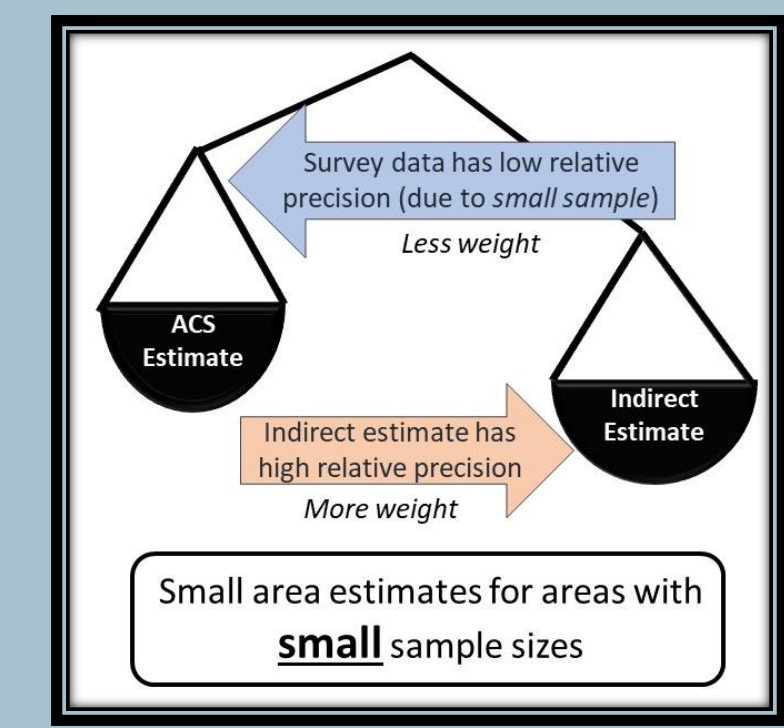 Survey data has low relative
precision (due to small sample)
Less weight
ACS
Estimate
Indirect
Estimate
Indirect estimate has
high relative precision
More weight
Small area estimates for areas with
small sample sizes